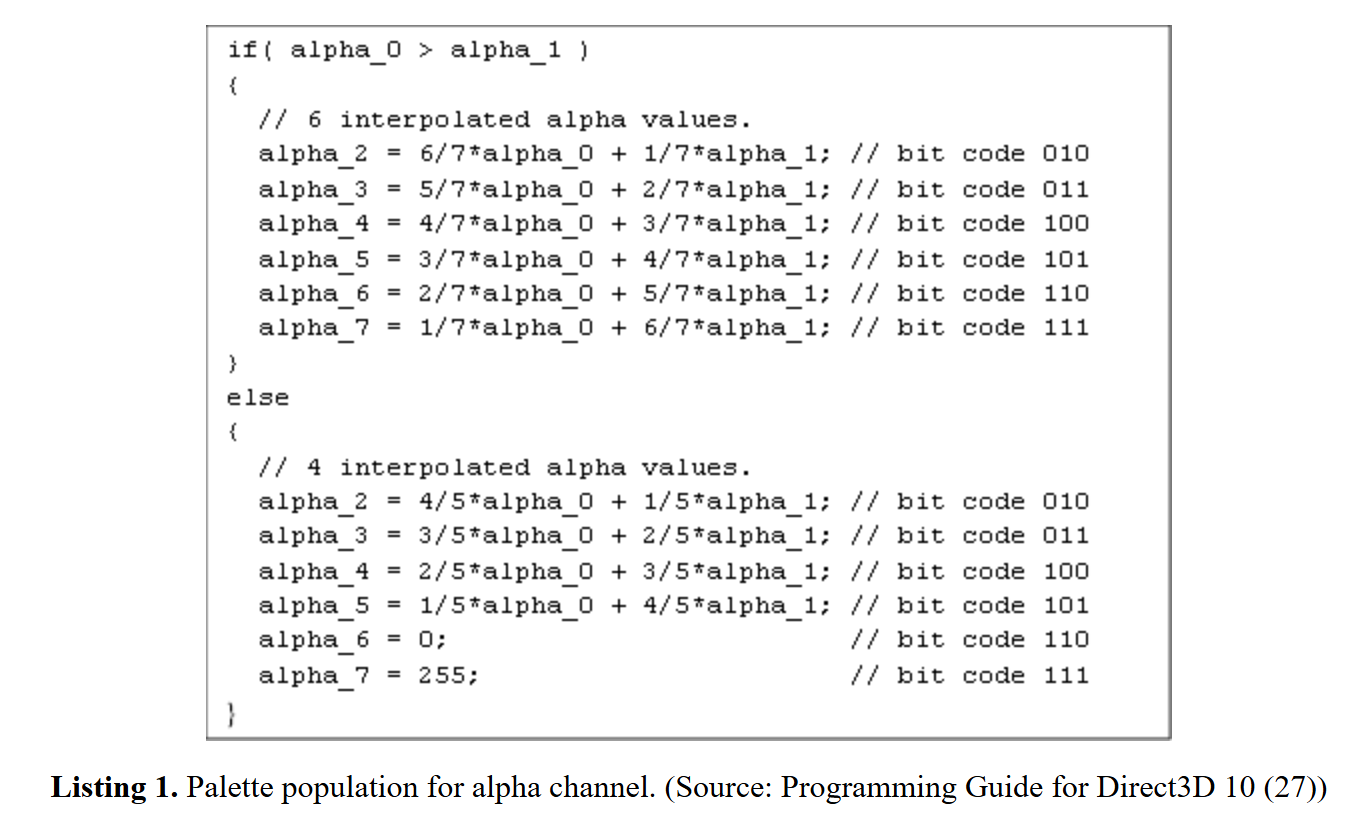 if( alpha_0 > alpha_1 )
{
  // 6 interpolated alpha values.
  alpha_2 = 6/7*alpha_0 + 1/7*alpha_1; // bit code 010
  alpha_3 = 5/7*alpha_0 + 2/7*alpha_1; // bit code 011
  alpha_4 = 4/7*alpha_0 + 3/7*alpha_1; // bit code 100
  alpha_5 = 3/7*alpha_0 + 4/7*alpha_1; // bit code 101
  alpha_6 = 2/7*alpha_0 + 5/7*alpha_1; // bit code 110
  alpha_7 = 1/7*alpha_0 + 6/7*alpha_1; // bit code 111
}
else
{
  // 4 interpolated alpha values.
  alpha_2 = 4/5*alpha_0 + 1/5*alpha_1; // bit code 010
  alpha_3 = 3/5*alpha_0 + 2/5*alpha_1; // bit code 011
  alpha_4 = 2/5*alpha_0 + 3/5*alpha_1; // bit code 100
  alpha_5 = 1/5*alpha_0 + 4/5*alpha_1; // bit code 101
  alpha_6 = 0;                         // bit code 110
  alpha_7 = 255;                       // bit code 111
}
Listing 1. Palette population for alpha channel. (Source: Programming Guide for Direct3D 10 (27))